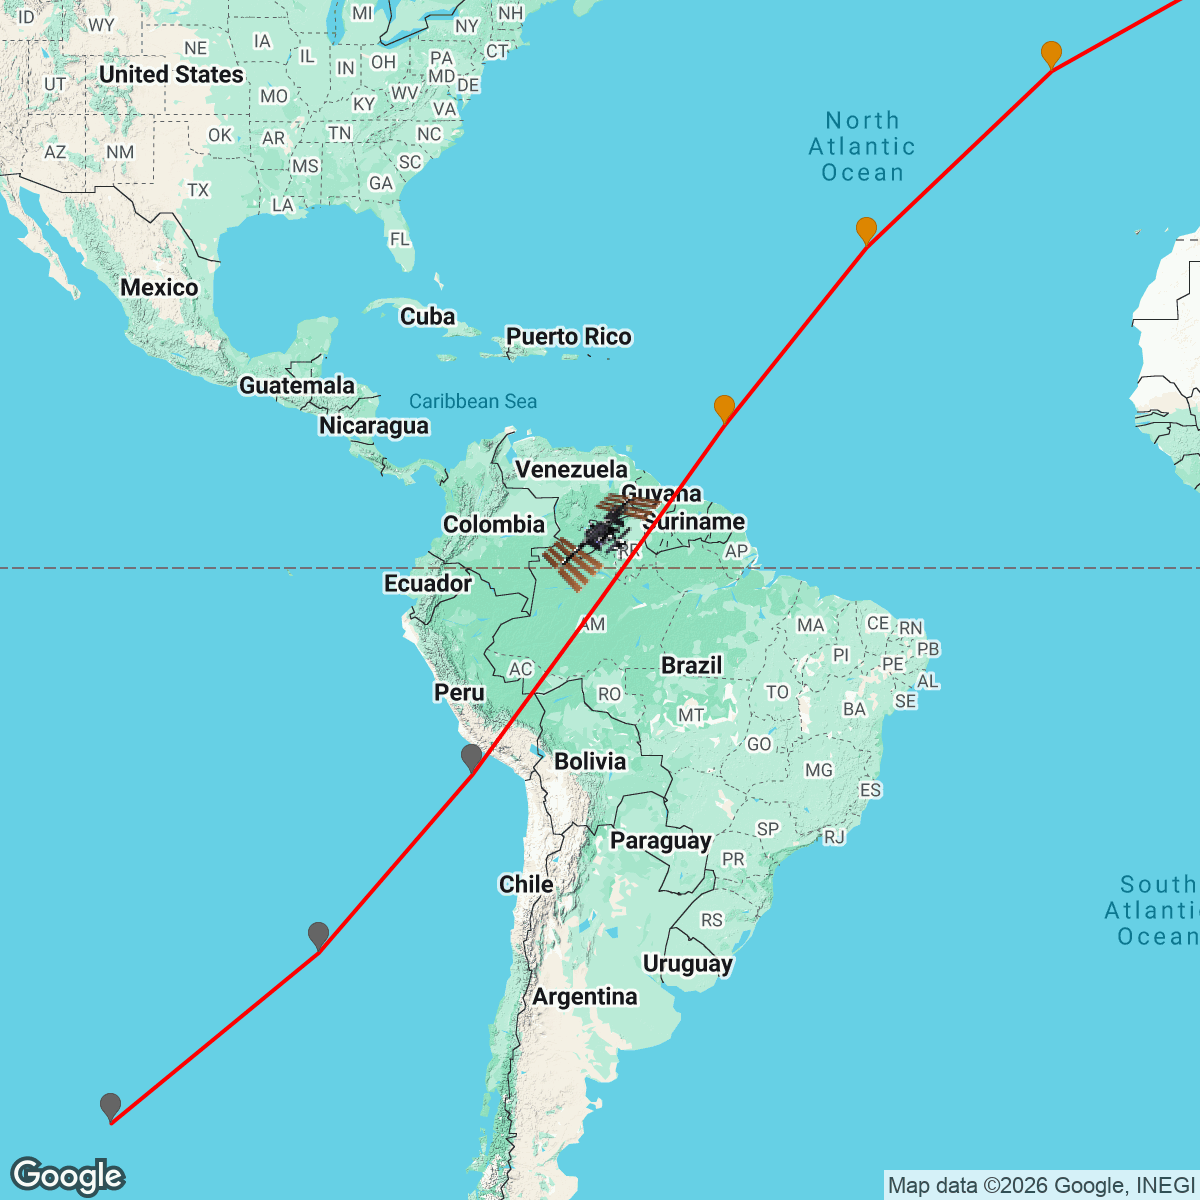 ID
WY
MI
NH
NY
IA
NE
IL
OH
PA
CT
IN
United States
MD
DE
UT
MO
WV
KY
VA
North
Atlantic
Ocean
OK
AR
TN
NC
AZ
NM
MS
SC
TX
GA
LA
FL
Mexico
Cuba
Puerto Rico
Guatemala
Caribbean Sea
Nicaragua
Venezuela
Guyana
Colombia
Suriname
RR
AP
Ecuador
AM
MA
CE
RN
PB
PI
PE
AC
Brazil
AL
Peru
RO
TO
SE
BA
MT
GO
Bolivia
MG
ES
SP
RJ
Paraguay
PR
Chile
South
Atlanti
Ocean
RS
Uruguay
Argentina
Google
Map data ©2026 Google, INEGI